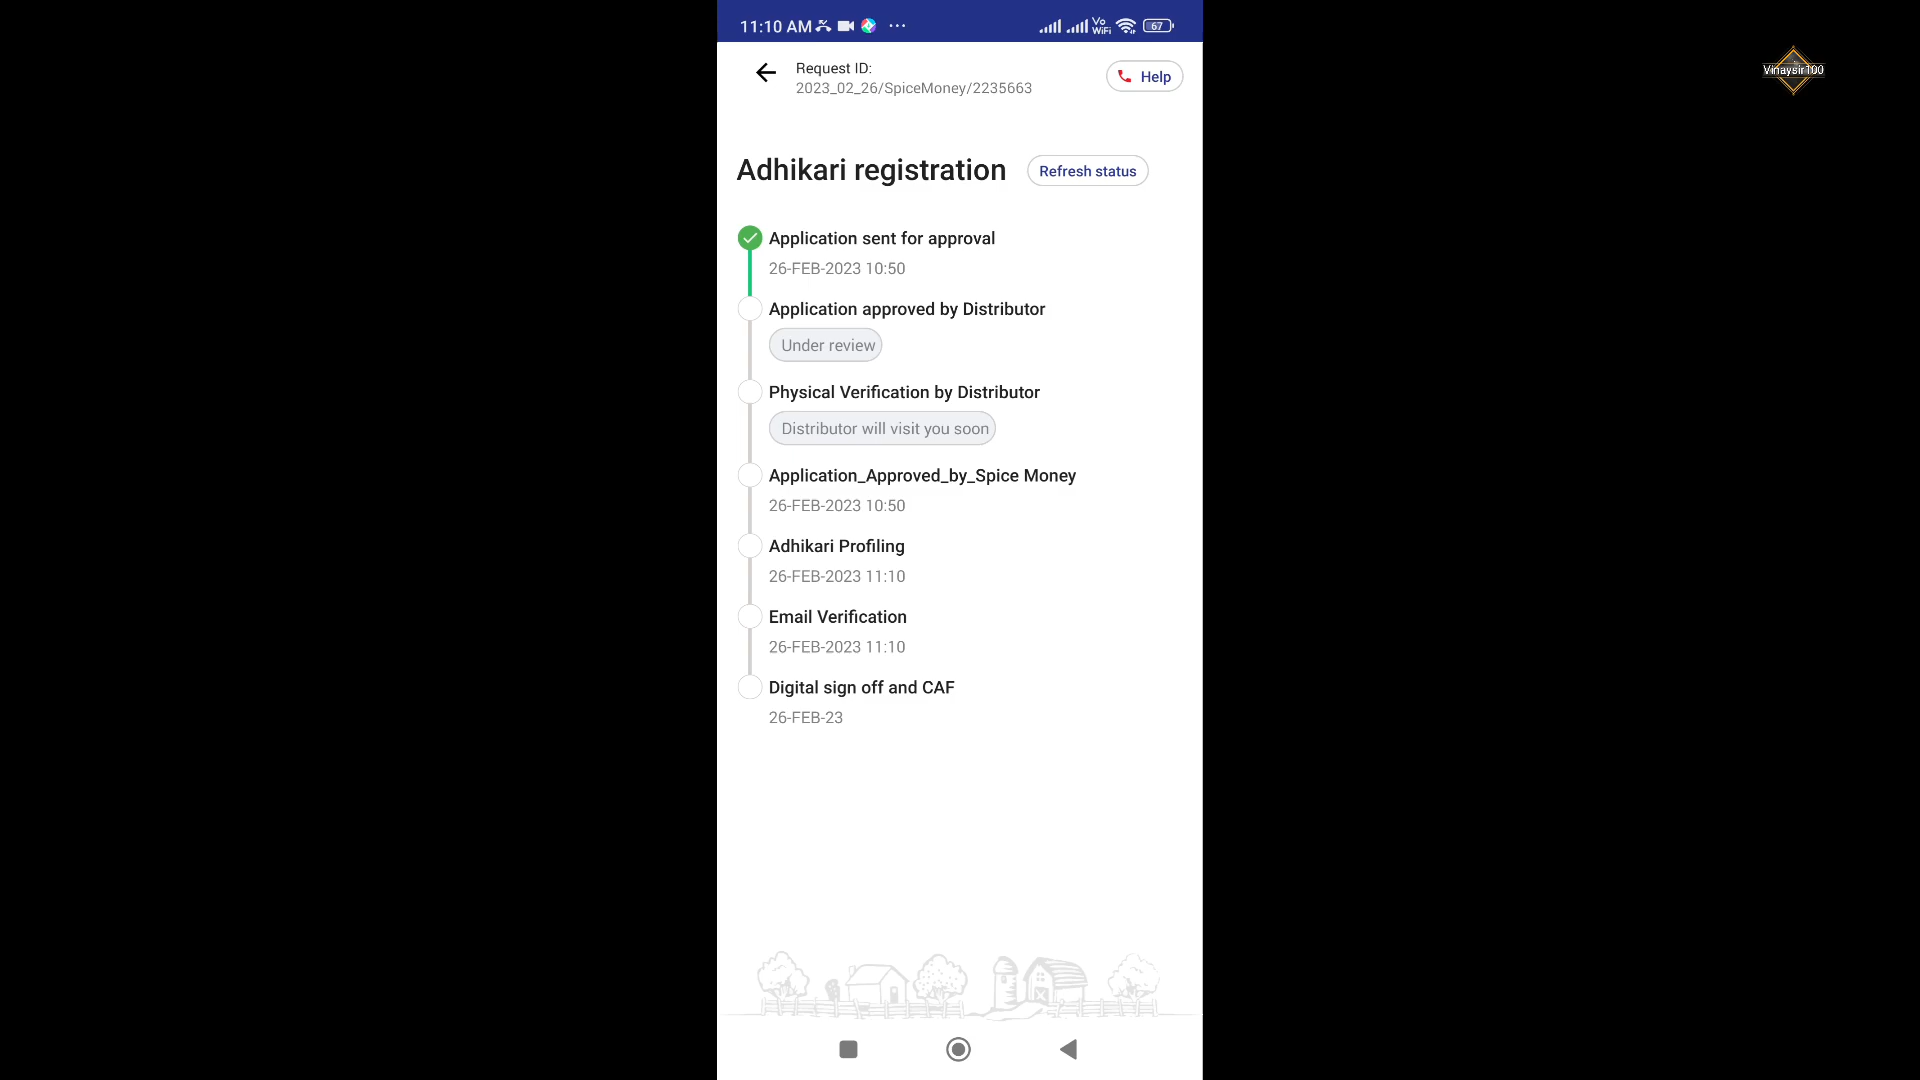 11:10 AM
Vo
WiFi
67
Request ID:
2023_02_26/SpiceMoney/2235663
Help
Vinaysir100
Adhikari registration
Refresh status
Application sent for approval
26-FEB-2023 10:50
Application approved by Distributor
Under review
Physical Verification by Distributor
Distributor will visit you soon
Application_Approved_by_Spice Money
26-FEB-2023 10:50
Adhikari Profiling
26-FEB-2023 11:10
Email Verification
26-FEB-2023 11:10
Digital sign off and CAF
26-FEB-23